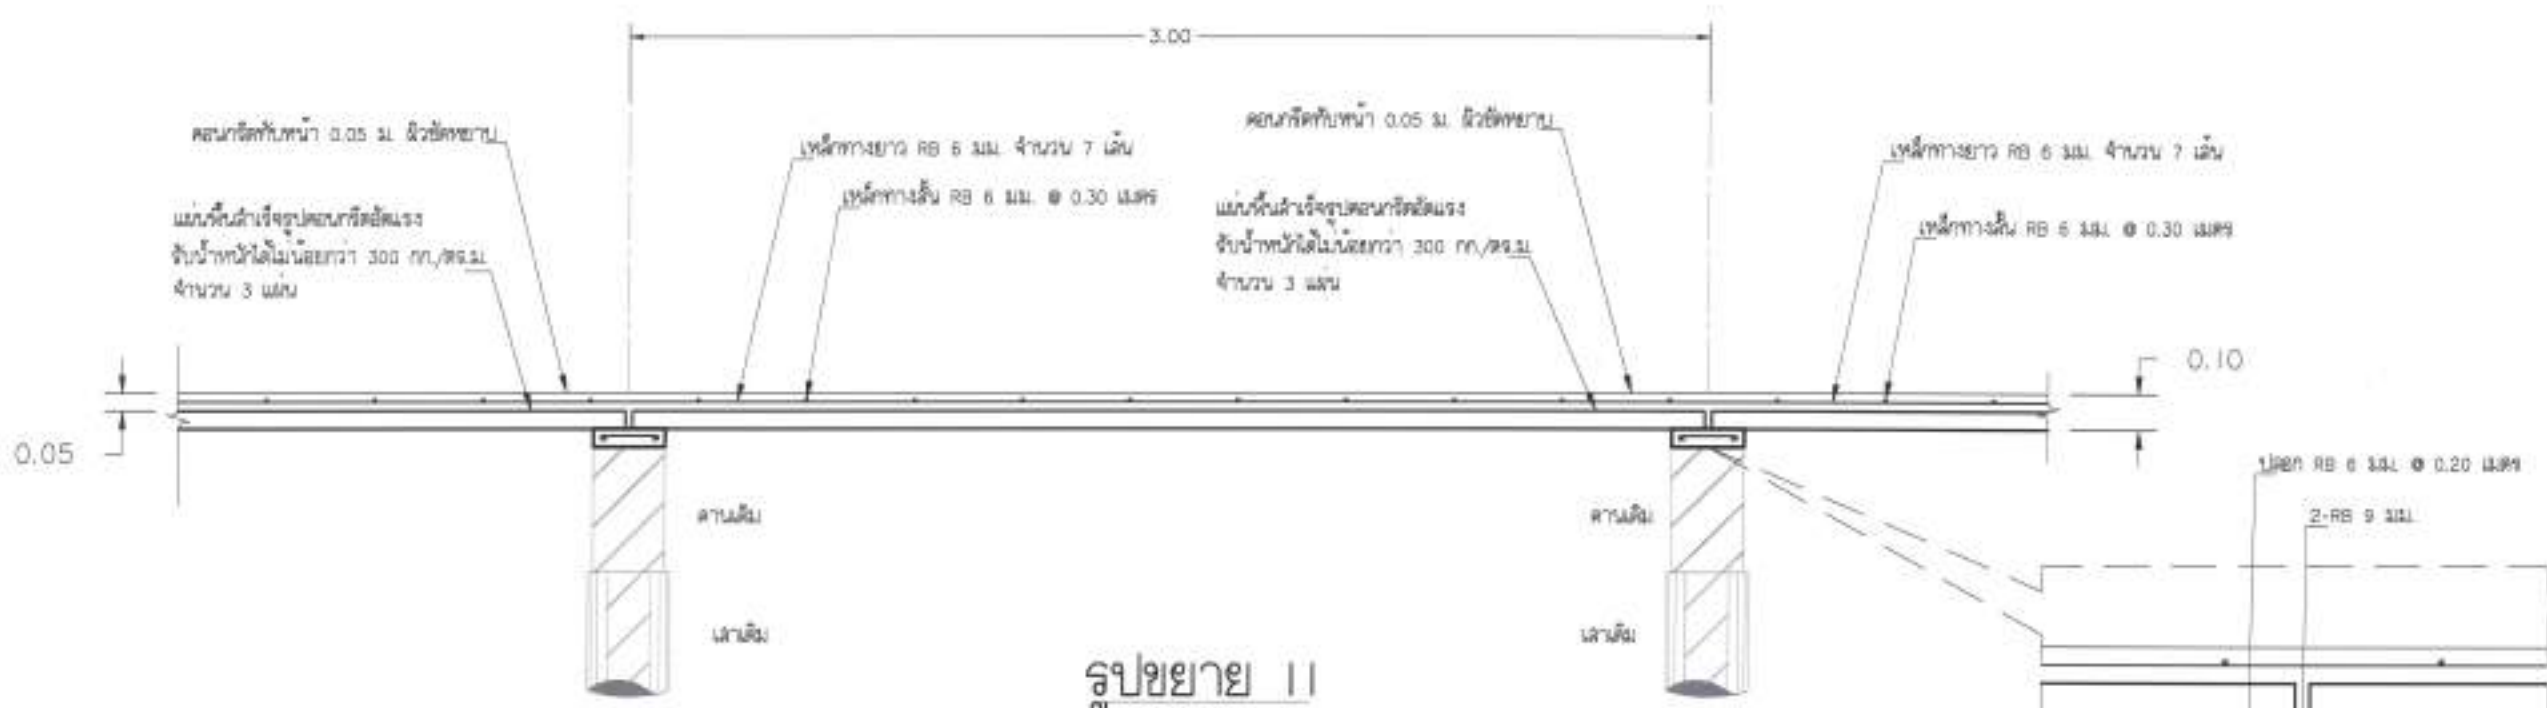 3.00
คอนกรีตทับหน้า 0.05 ม. ผิวขัดหยาบ
เหล็กทางยาว RB 6 มม. จำนวน 7 เส้น
เหล็กทางสั้น RB 6 มม. @ 0.30 เมตร
แผ่นพื้นสำเร็จรูปคอนกรีตอัดแรง
รับน้ำหนักได้ไม่น้อยกว่า 300 กก./ตร.ม.
จำนวน 3 แผ่น
คอนกรีตทับหน้า 0.05 ม. ผิวขัดหยาบ
เหล็กทางยาว RB 6 มม. จำนวน 7 เส้น
เหล็กทางสั้น RB 6 มม. @ 0.30 เมตร
แผ่นพื้นสำเร็จรูปคอนกรีตอัดแรง
รับน้ำหนักได้ไม่น้อยกว่า 300 กก./ตร.ม.
จำนวน 3 แผ่น
0.10
0.05
ปลอก RB 6 มม. @ 0.20 เมตร
2-RB 9 มม.
คานเดิม
คานเดิม
เสาเดิม
เสาเดิม
รูปขยาย 11